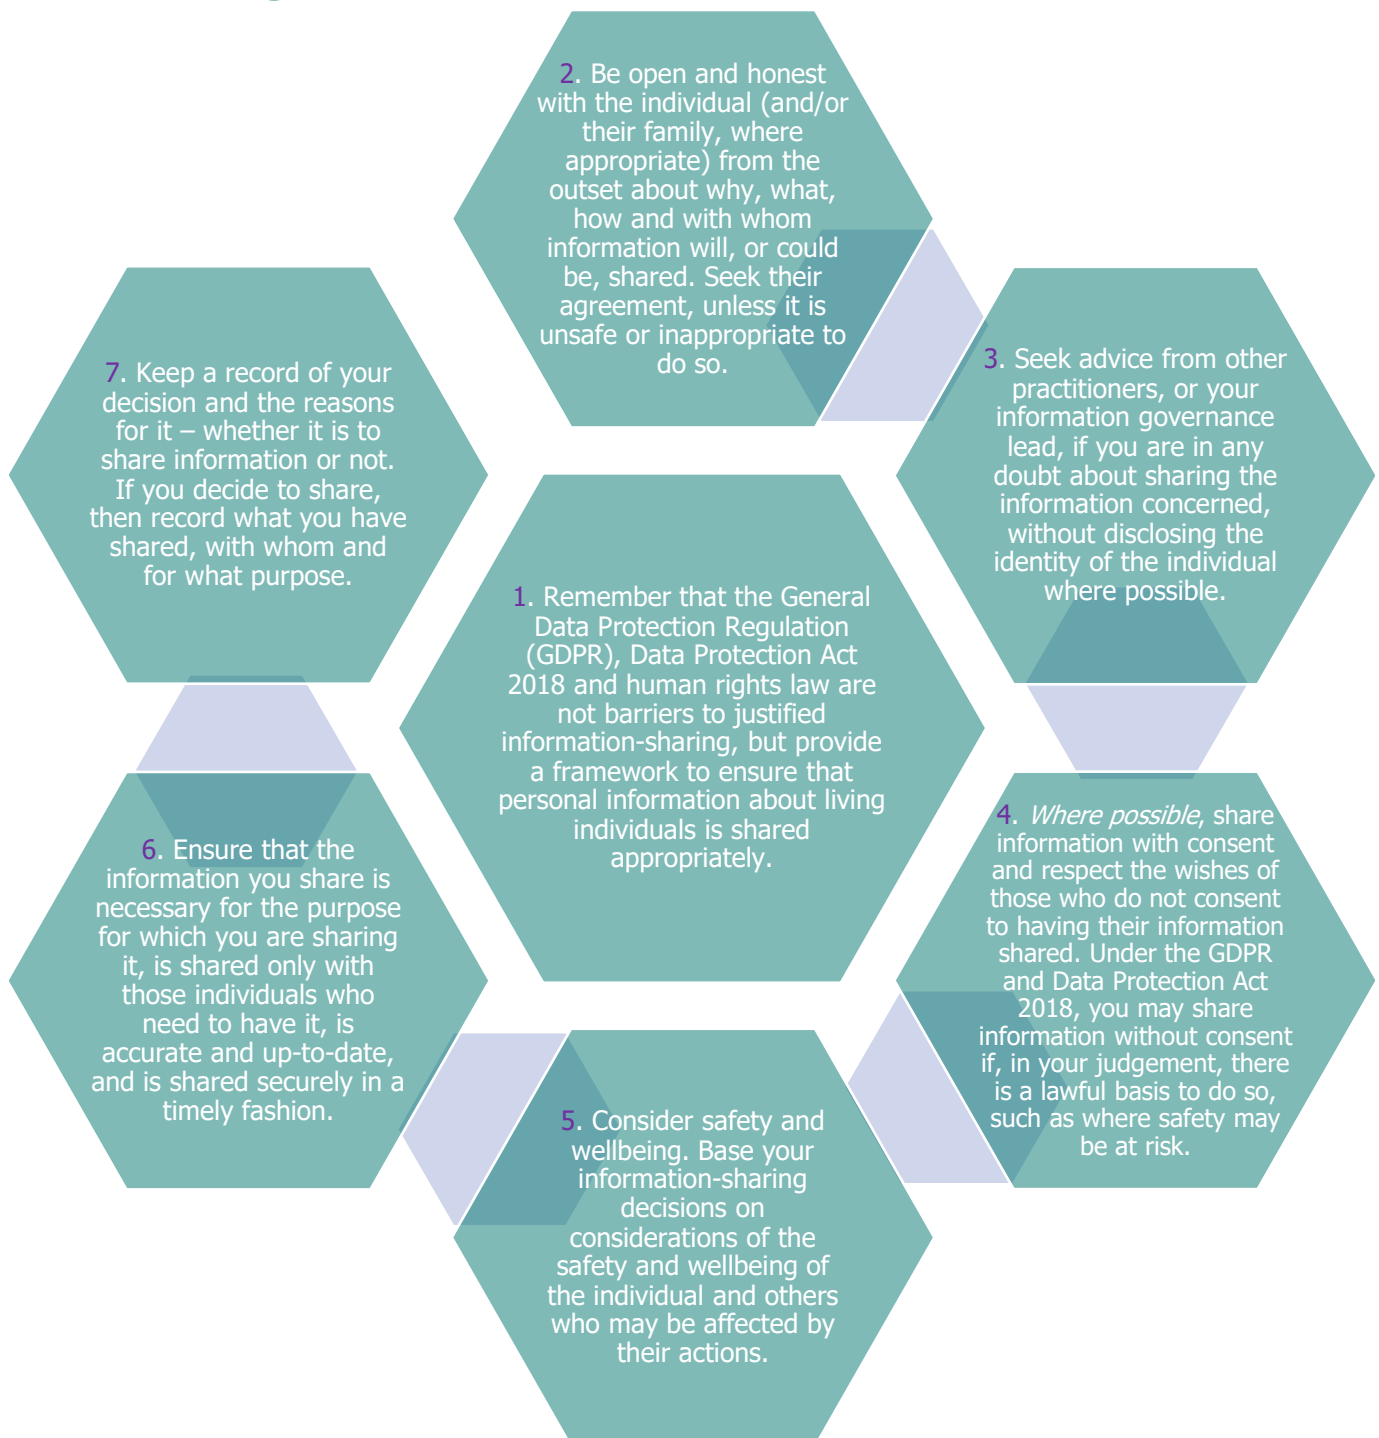 1. Remember that the General
Data Protection Regulation
(GDPR), Data Protection Act
2018 and human rights law are
not barriers to justified
information-sharing, but provide
a framework to ensure that
personal information about living
individuals is shared
appropriately.
2. Be open and honest
with the individual (and/or
their family, where
appropriate) from the
outset about why, what,
how and with whom
information will, or could
be, shared. Seek their
agreement, unless it is
unsafe or inappropriate to
do so.
3. Seek advice from other
practitioners, or your
information governance
lead, if you are in any
doubt about sharing the
information concerned,
without disclosing the
identity of the individual
where possible.
4. Where possible, share
information with consent
and respect the wishes of
those who do not consent
to having their information
shared. Under the GDPR
and Data Protection Act
2018, you may share
information without consent
if, in your judgement, there
is a lawful basis to do so,
such as where safety may
be at risk.
5. Consider safety and
wellbeing. Base your
information-sharing
decisions on
considerations of the
safety and wellbeing of
the individual and others
who may be affected by
their actions.
6. Ensure that the
information you share is
necessary for the purpose
for which you are sharing
it, is shared only with
those individuals who
need to have it, is
accurate and up-to-date,
and is shared securely in a
timely fashion.
7. Keep a record of your
decision and the reasons
for it – whether it is to
share information or not.
If you decide to share,
then record what you have
shared, with whom and
for what purpose.